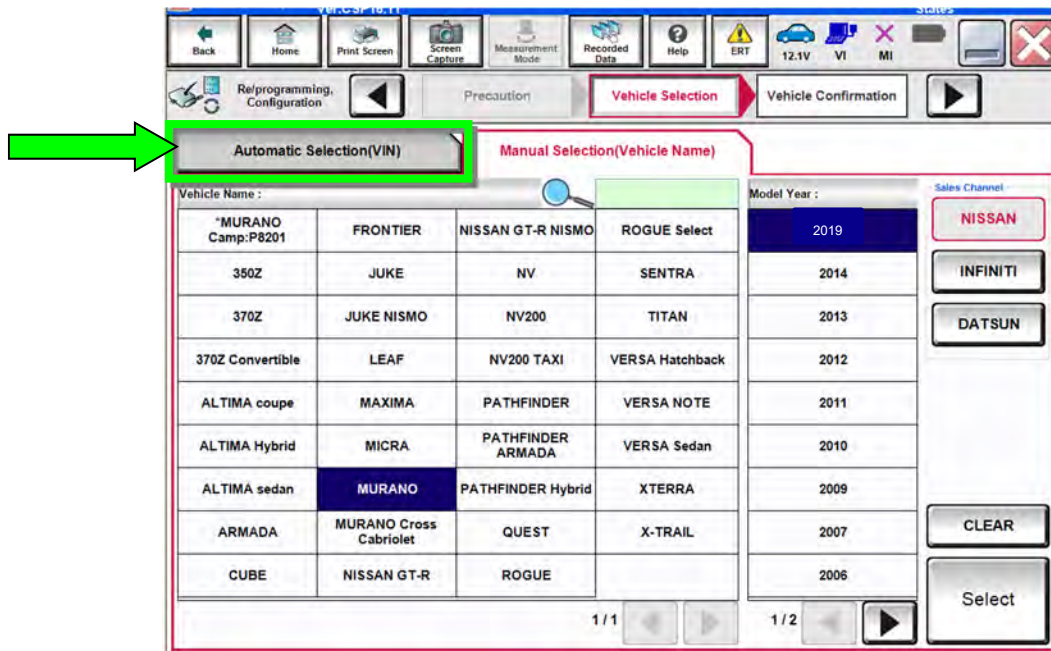 Ver.CSP16.11
States
Back
Home
Print Screen
Screen Capture
Measurement Mode
Recorded Data
Help
ERT
12.1V
VI
MI
Re/programming, Configuration
Precaution
Vehicle Selection
Vehicle Confirmation
Automatic Selection(VIN)
Manual Selection(Vehicle Name)
Vehicle Name :
Model Year :
Sales Channel
*MURANO Camp:P8201
FRONTIER
NISSAN GT-R NISMO
ROGUE Select
2019
NISSAN
350Z
JUKE
NV
SENTRA
2014
INFINITI
370Z
JUKE NISMO
NV200
TITAN
2013
DATSUN
370Z Convertible
LEAF
NV200 TAXI
VERSA Hatchback
2012
ALTIMA coupe
MAXIMA
PATHFINDER
VERSA NOTE
2011
ALTIMA Hybrid
MICRA
PATHFINDER ARMADA
VERSA Sedan
2010
ALTIMA sedan
MURANO
PATHFINDER Hybrid
XTERRA
2009
ARMADA
MURANO Cross Cabriolet
QUEST
X-TRAIL
2007
CLEAR
CUBE
NISSAN GT-R
ROGUE
2006
Select
1/1
1/2